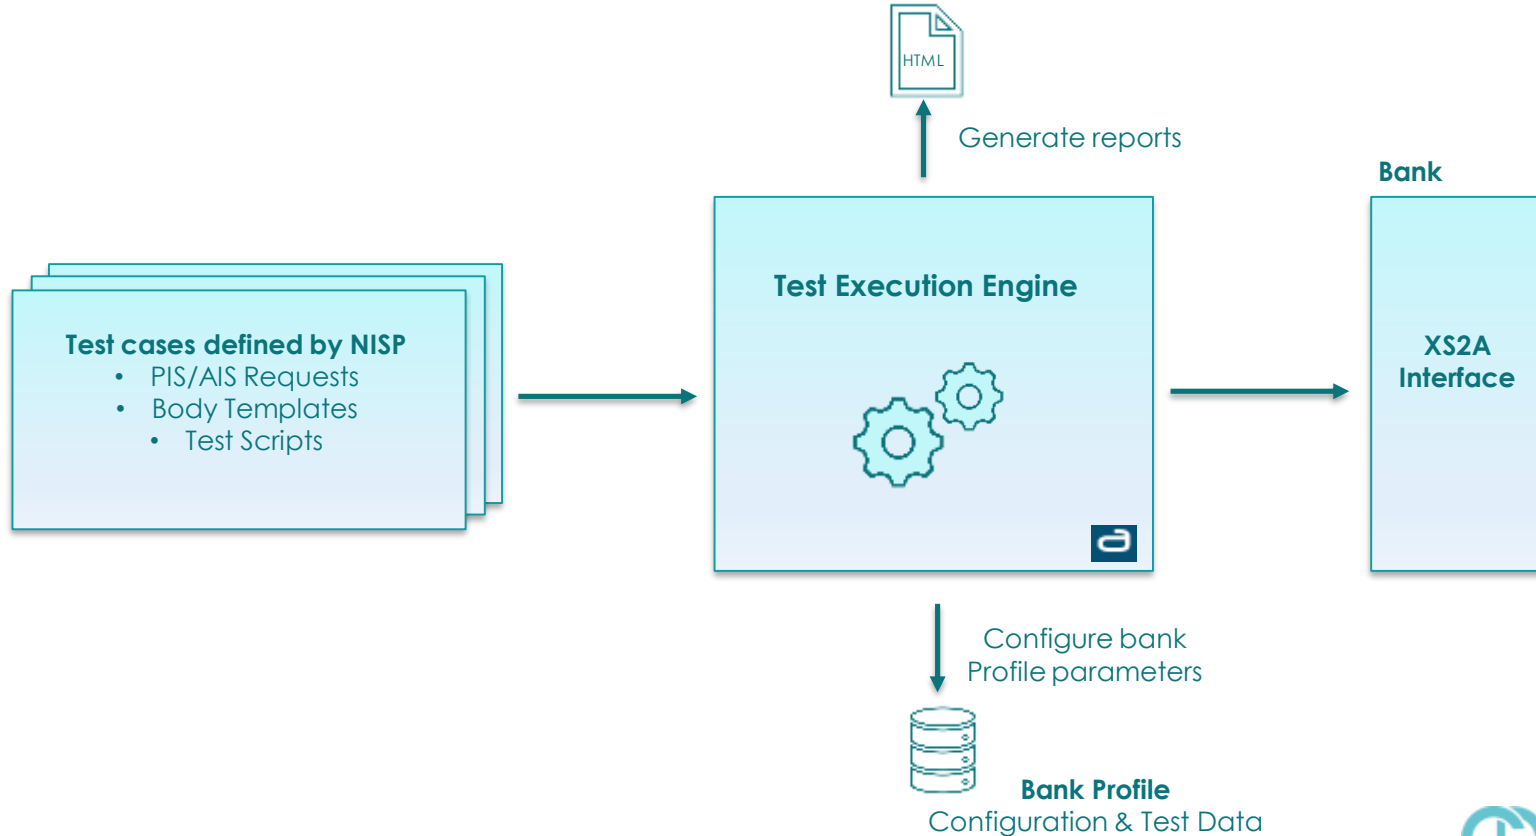 HTML
Generate reports
Bank
Test Execution Engine
Test cases defined by NISP
• PIS/AIS Requests
• Body Templates
• Test Scripts
XS2A
Interface
Configure bank
Profile parameters
Bank Profile
Configuration & Test Data